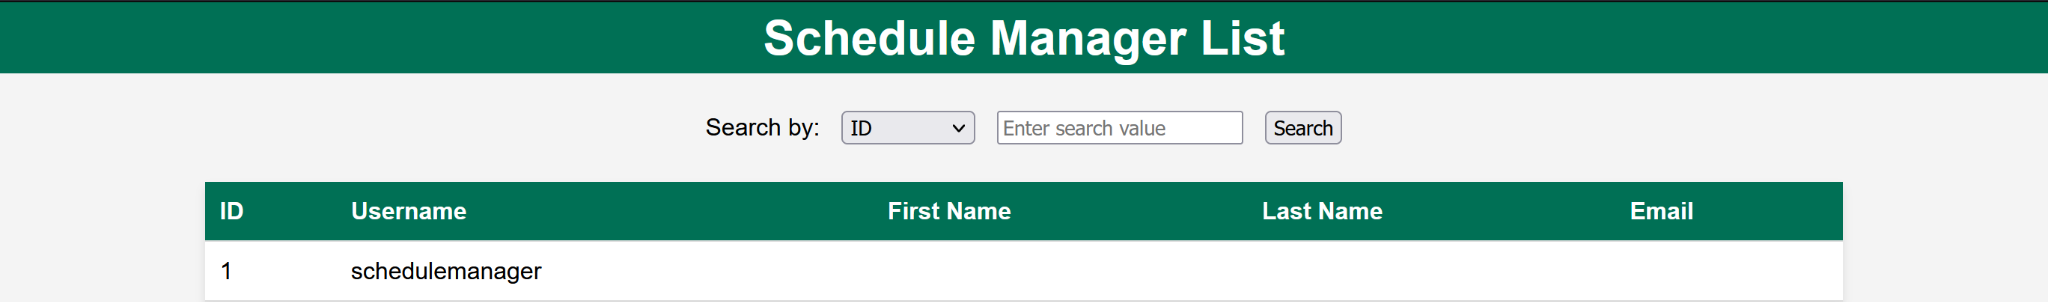 Schedule Manager List
Search by: ID Enter search value Search
ID Username First Name Last Name Email
1 schedulemanager